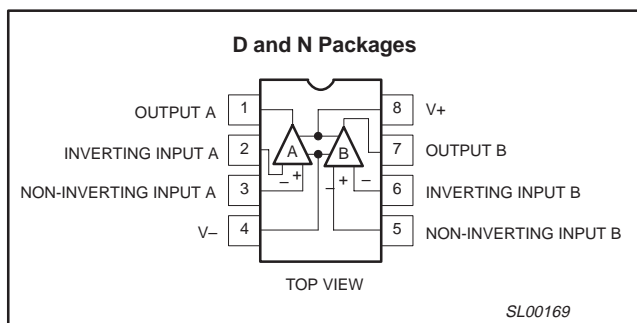 D and N Packages
OUTPUT A 1 8 V+
INVERTING INPUT A 2 A B 7 OUTPUT B
NON-INVERTING INPUT A 3 – + – + – 6 INVERTING INPUT B
V– 4 5 NON-INVERTING INPUT B
TOP VIEW
SL00169